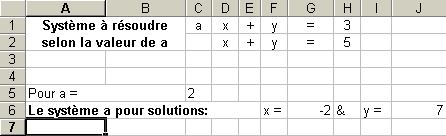 A B C D E F G H I J
1 Système à résoudre a x + y = 3
2 selon la valeur de a x + y = 5
3
4
5 Pour a = 2
6 Le système a pour solutions: x = -2 & y = 7
7